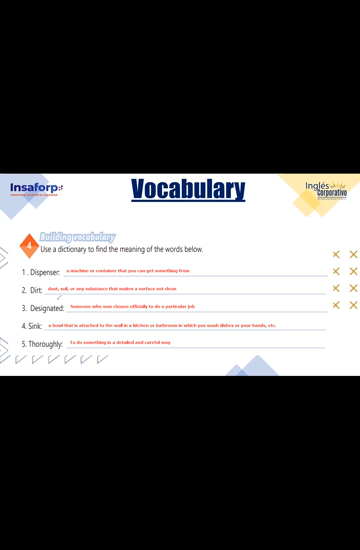 Insaforp
Vocabulary
Inglés
Corporativo
4
Building vocabulary
Use a dictionary to find the meaning of the words below.
1 . Dispenser: a machine or container that you can get something from
2. Dirt: dust, soil, or any substance that makes a surface not clean
3. Designated: Someone who was chosen officially to do a particular job
4. Sink: a bowl that is attached to the wall in a kitchen or bathroom in which you wash dishes or your hands, etc.
5. Thoroughly: To do something in a detailed and careful way